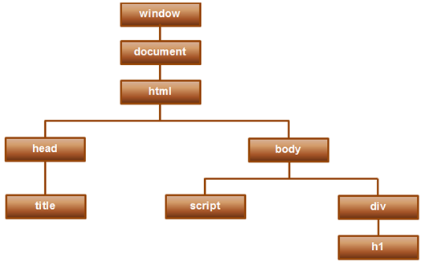 window
document
html
head
body
title
script
div
h1